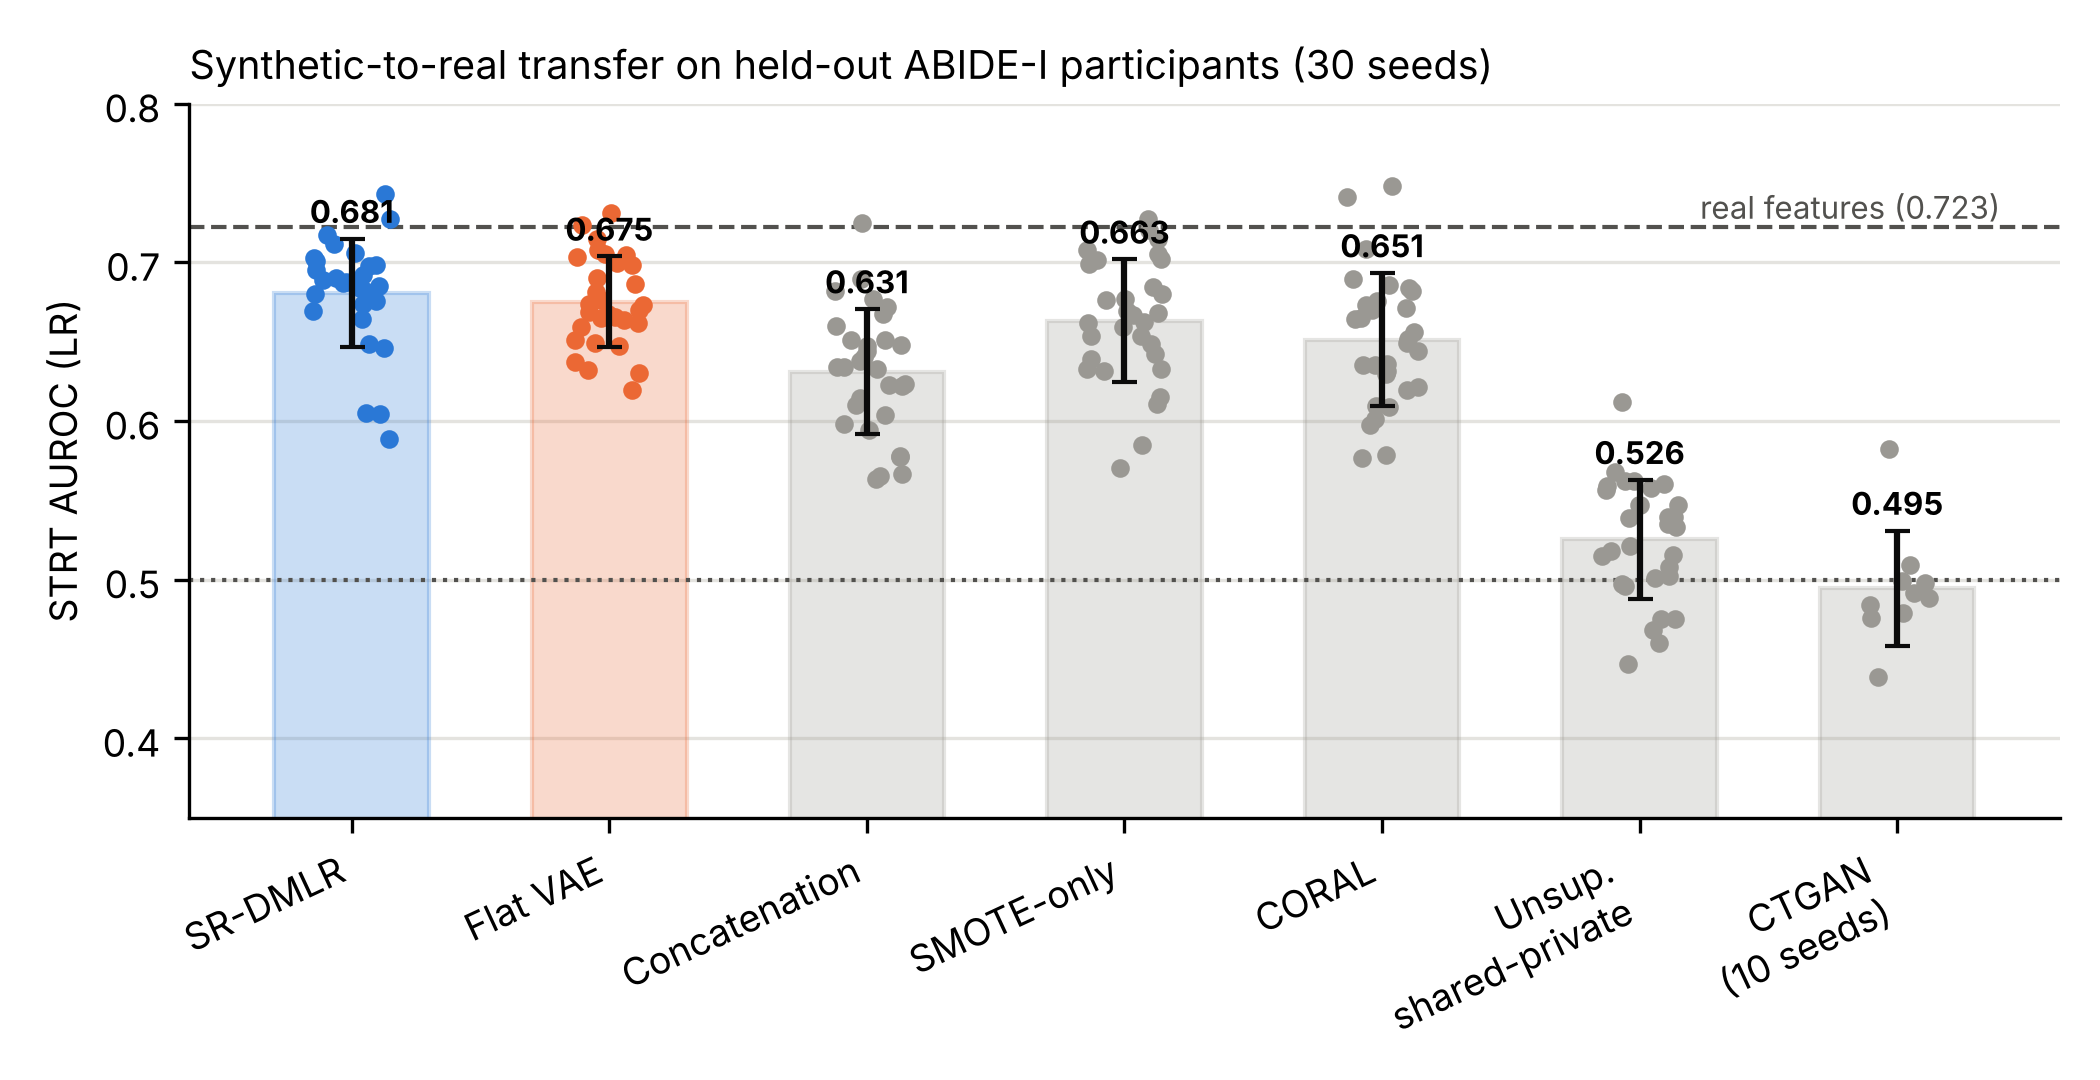 Synthetic-to-real transfer on held-out ABIDE-I participants (30 seeds)
STRT AUROC (LR)
0.8
0.7
0.6
0.5
0.4
real features (0.723)
0.681
0.675
0.631
0.663
0.651
0.526
0.495
SR-DMLR
Flat VAE
Concatenation
SMOTE-only
CORAL
Unsup.
shared-private
CTGAN
(10 seeds)